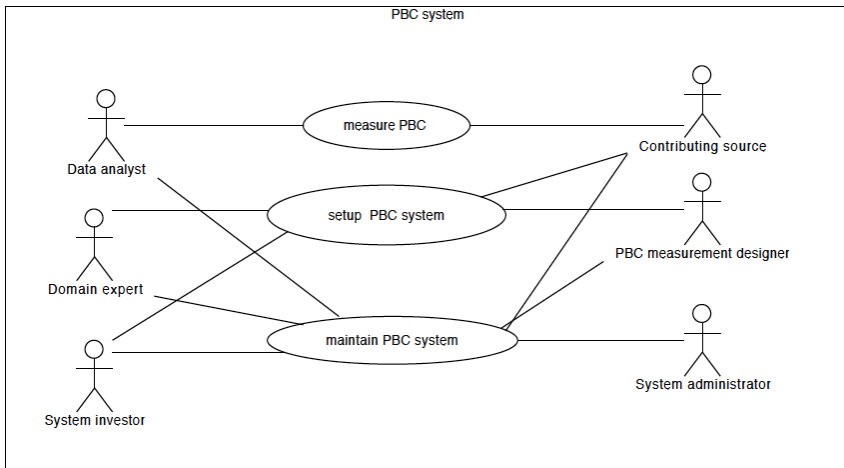 PBC system
measure PBC
Contributing source
Data analyst
setup PBC system
PBC measurement designer
Domain expert
maintain PBC system
System administrator
System investor